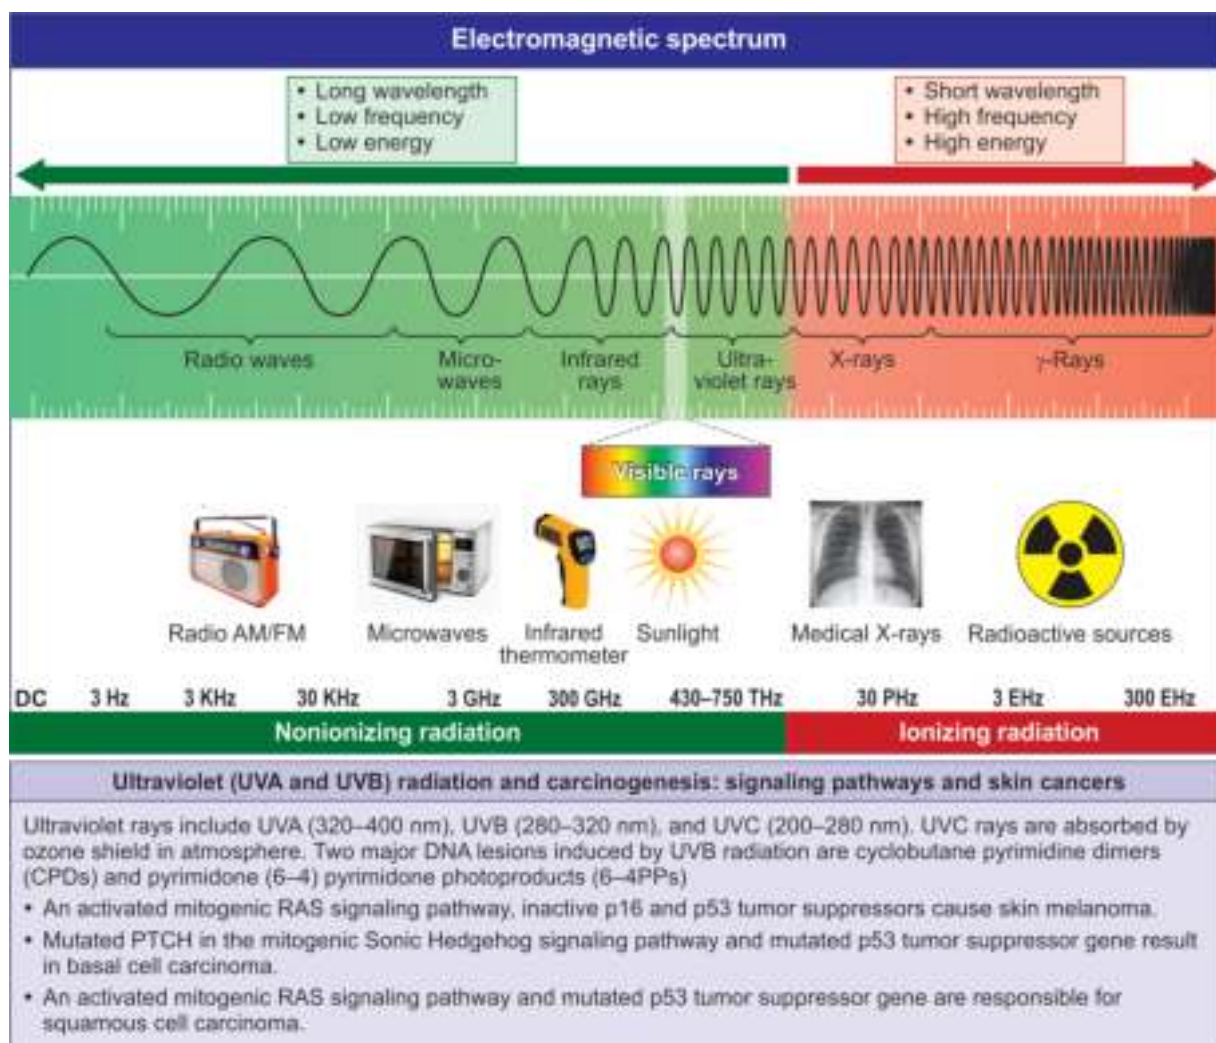 Electromagnetic spectrum
• Long wavelength
• Low frequency
• Low energy
• Short wavelength
• High frequency
• High energy
Radio waves
Micro-
waves
Infrared
rays
Ultra-
violet rays
X-rays
γ-Rays
Visible rays
Radio AM/FM
Microwaves
Infrared
thermometer
Sunlight
Medical X-rays
Radioactive sources
DC 3 Hz 3 KHz 30 KHz 3 GHz 300 GHz 430–750 THz 30 PHz 3 EHz 300 EHz
Nonionizing radiation
Ionizing radiation
Ultraviolet (UVA and UVB) radiation and carcinogenesis: signaling pathways and skin cancers
Ultraviolet rays include UVA (320–400 nm), UVB (280–320 nm), and UVC (200–280 nm). UVC rays are absorbed by
ozone shield in atmosphere. Two major DNA lesions induced by UVB radiation are cyclobutane pyrimidine dimers
(CPDs) and pyrimidone (6–4) pyrimidone photoproducts (6–4PPs)
• An activated mitogenic RAS signaling pathway, inactive p16 and p53 tumor suppressors cause skin melanoma.
• Mutated PTCH in the mitogenic Sonic Hedgehog signaling pathway and mutated p53 tumor suppressor gene result
in basal cell carcinoma.
• An activated mitogenic RAS signaling pathway and mutated p53 tumor suppressor gene are responsible for
squamous cell carcinoma.